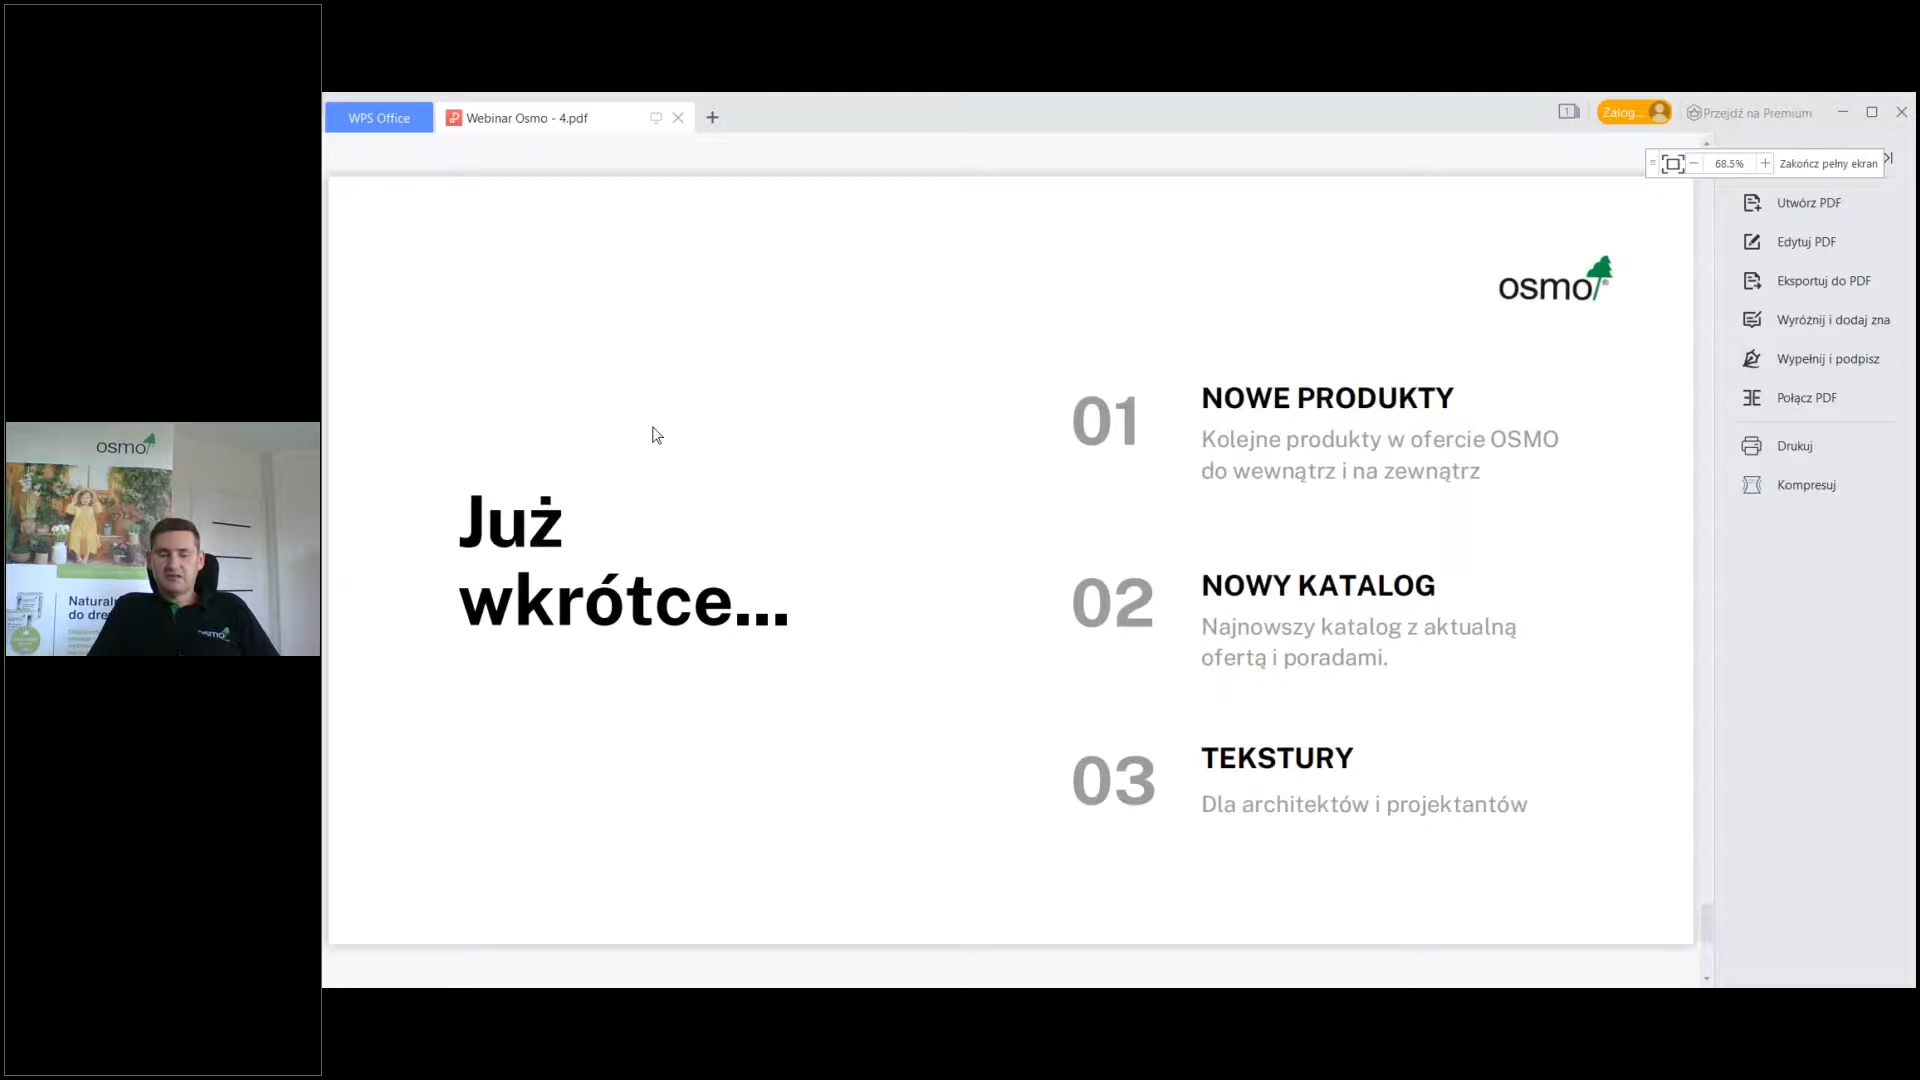 WPS Office
Webinar Osmo - 4.pdf
1
Zalog...
Przejdź na Premium
68.5%
Zakończ pełny ekran
Utwórz PDF
Edytuj PDF
Eksportuj do PDF
Wyróżnij i dodaj zna
Wypełnij i podpisz
Połącz PDF
Drukuj
Kompresuj
osmo
Już
wkrótce...
01
NOWE PRODUKTY
Kolejne produkty w ofercie OSMO
do wewnątrz i na zewnątrz
02
NOWY KATALOG
Najnowszy katalog z aktualną
ofertą i poradami.
03
TEKSTURY
Dla architektów i projektantów
osmo
Natural
do dre
osmo